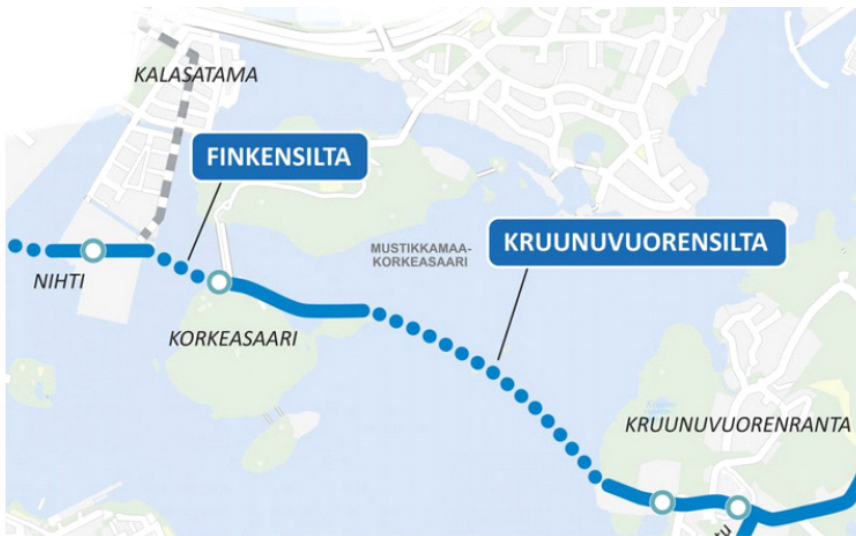 KALASATAMA
FINKENSILTA
MUSTIKKAMAA-
KORKEASAARI
KRUUNUVUORENSILTA
NIHTI
KORKEASAARI
KRUUNUVUORENRANTA